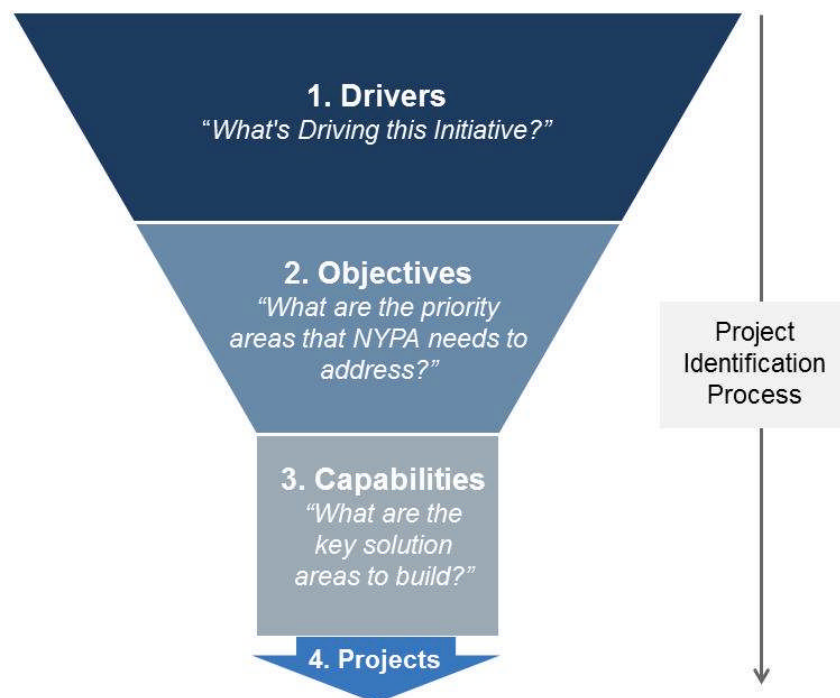 1. Drivers
“What's Driving this Initiative?”
2. Objectives
“What are the priority
areas that NYPA needs to
address?”
3. Capabilities
“What are the
key solution
areas to build?”
4. Projects
Project
Identification
Process